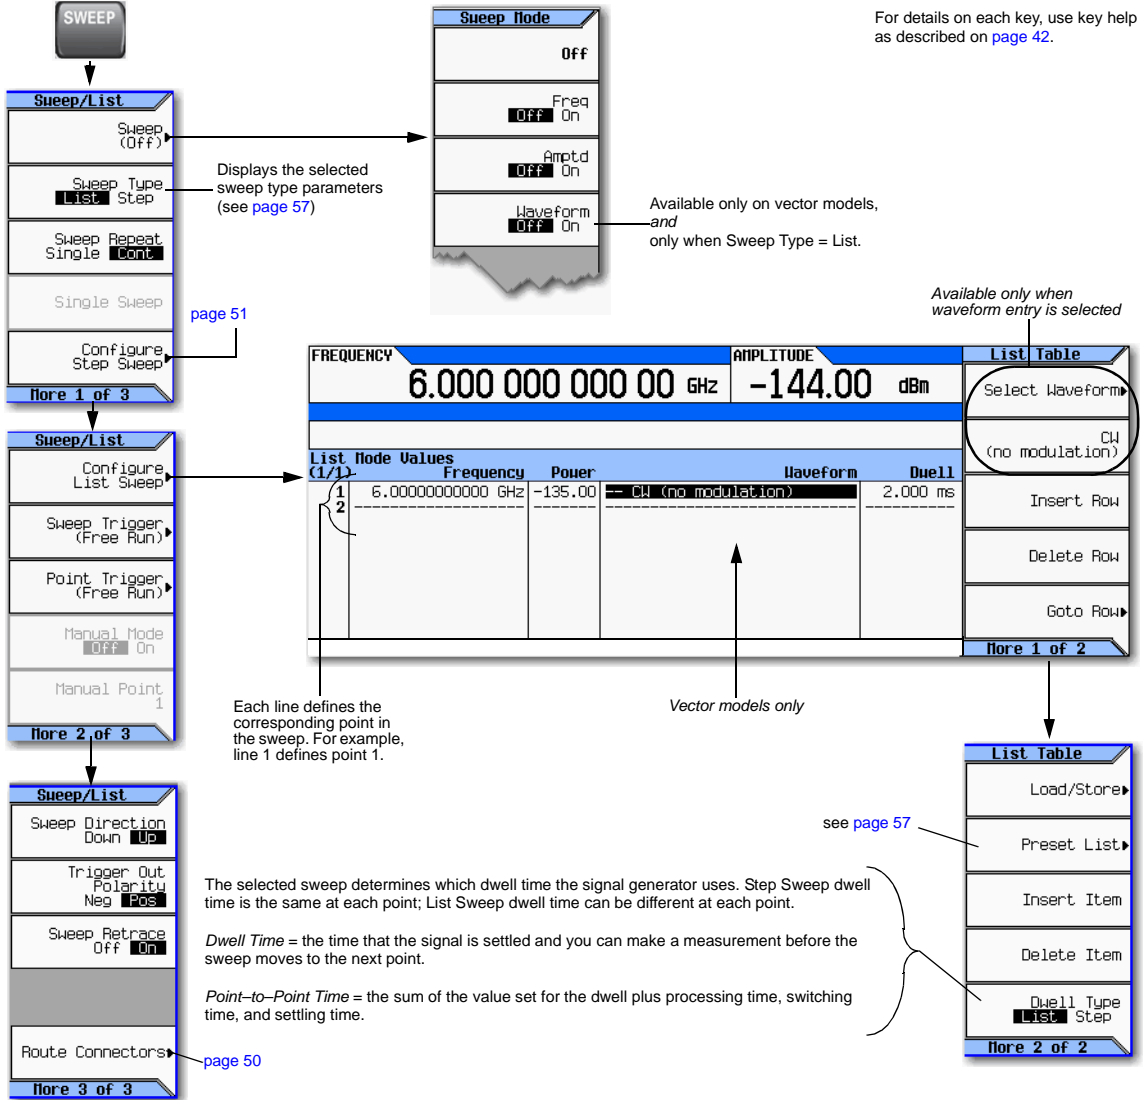 SWEEP
Sweep/List
Sweep
(Off)
Sweep Type
List Step
Sweep Repeat
Single Cont
Single Sweep
Configure
Step Sweep
More 1 of 3
Displays the selected
sweep type parameters
(see page 57)
page 51
Sweep Mode
Off
Freq
Off On
Amptd
Off On
Waveform
Off On
Available only on vector models,
and
only when Sweep Type = List.
For details on each key, use key help
as described on page 42.
Available only when
waveform entry is selected
Sweep/List
Configure
List Sweep
Sweep Trigger
(Free Run)
Point Trigger
(Free Run)
Manual Mode
Off On
Manual Point
1
More 2 of 3
FREQUENCY AMPLITUDE
6.000 000 000 00 GHz -144.00 dBm
List Mode Values
(1/1) Frequency Power Waveform Dwell
1 6.00000000000 GHz -135.00 -- CW (no modulation) 2.000 ms
2 -------------------- -------- ------------------------------ -----------
List Table
Select Waveform
CW
(no modulation)
Insert Row
Delete Row
Goto Row
More 1 of 2
Each line defines the
corresponding point in
the sweep. For example,
line 1 defines point 1.
Vector models only
Sweep/List
Sweep Direction
Down Up
Trigger Out
Polarity
Neg Pos
Sweep Retrace
Off On
Route Connectors
More 3 of 3
page 50
The selected sweep determines which dwell time the signal generator uses. Step Sweep dwell
time is the same at each point; List Sweep dwell time can be different at each point.
Dwell Time = the time that the signal is settled and you can make a measurement before the
sweep moves to the next point.
Point–to–Point Time = the sum of the value set for the dwell plus processing time, switching
time, and settling time.
see page 57
List Table
Load/Store
Preset List
Insert Item
Delete Item
Dwell Type
List Step
More 2 of 2